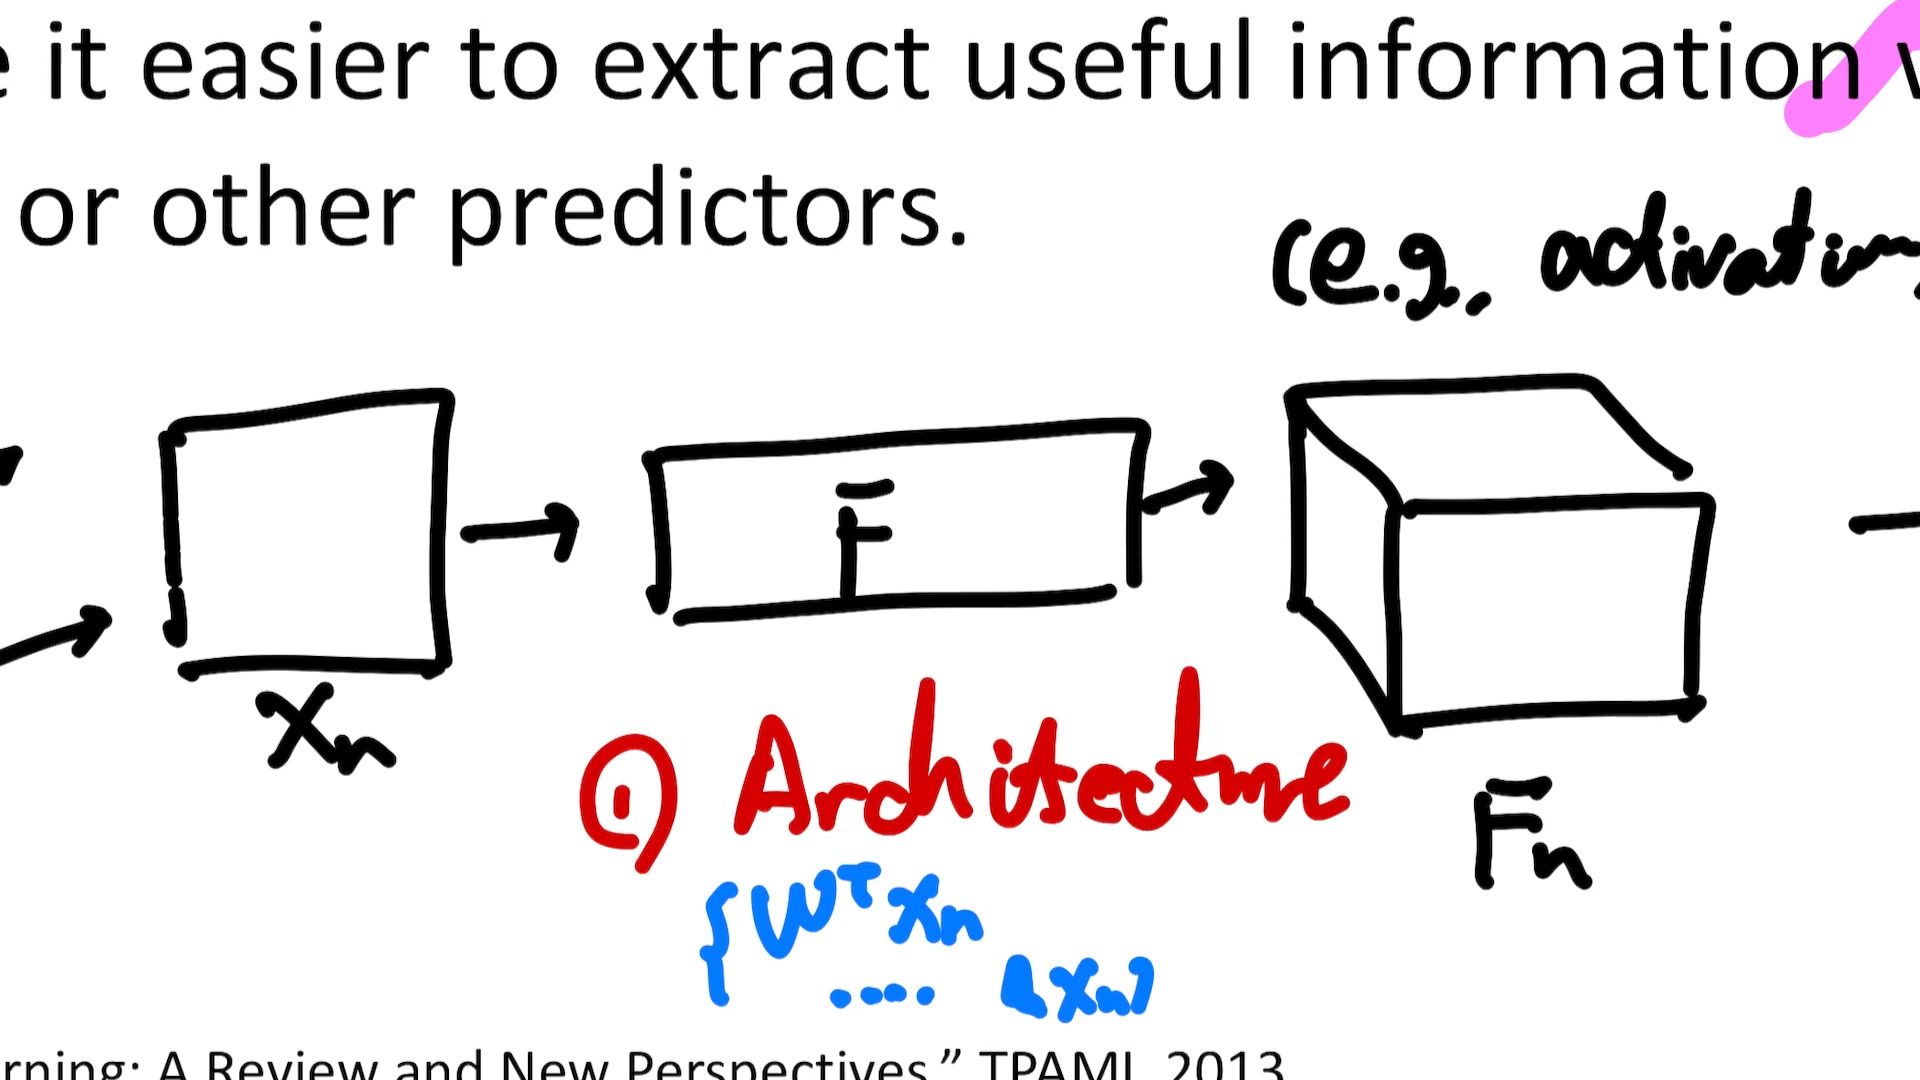 it easier to extract useful information
or other predictors.
(e.g., activation,
F
Xn
① Architecture
Fn
{ WᵀXn
....
rning: A Review and New Perspectives,” TPAMI, 2013